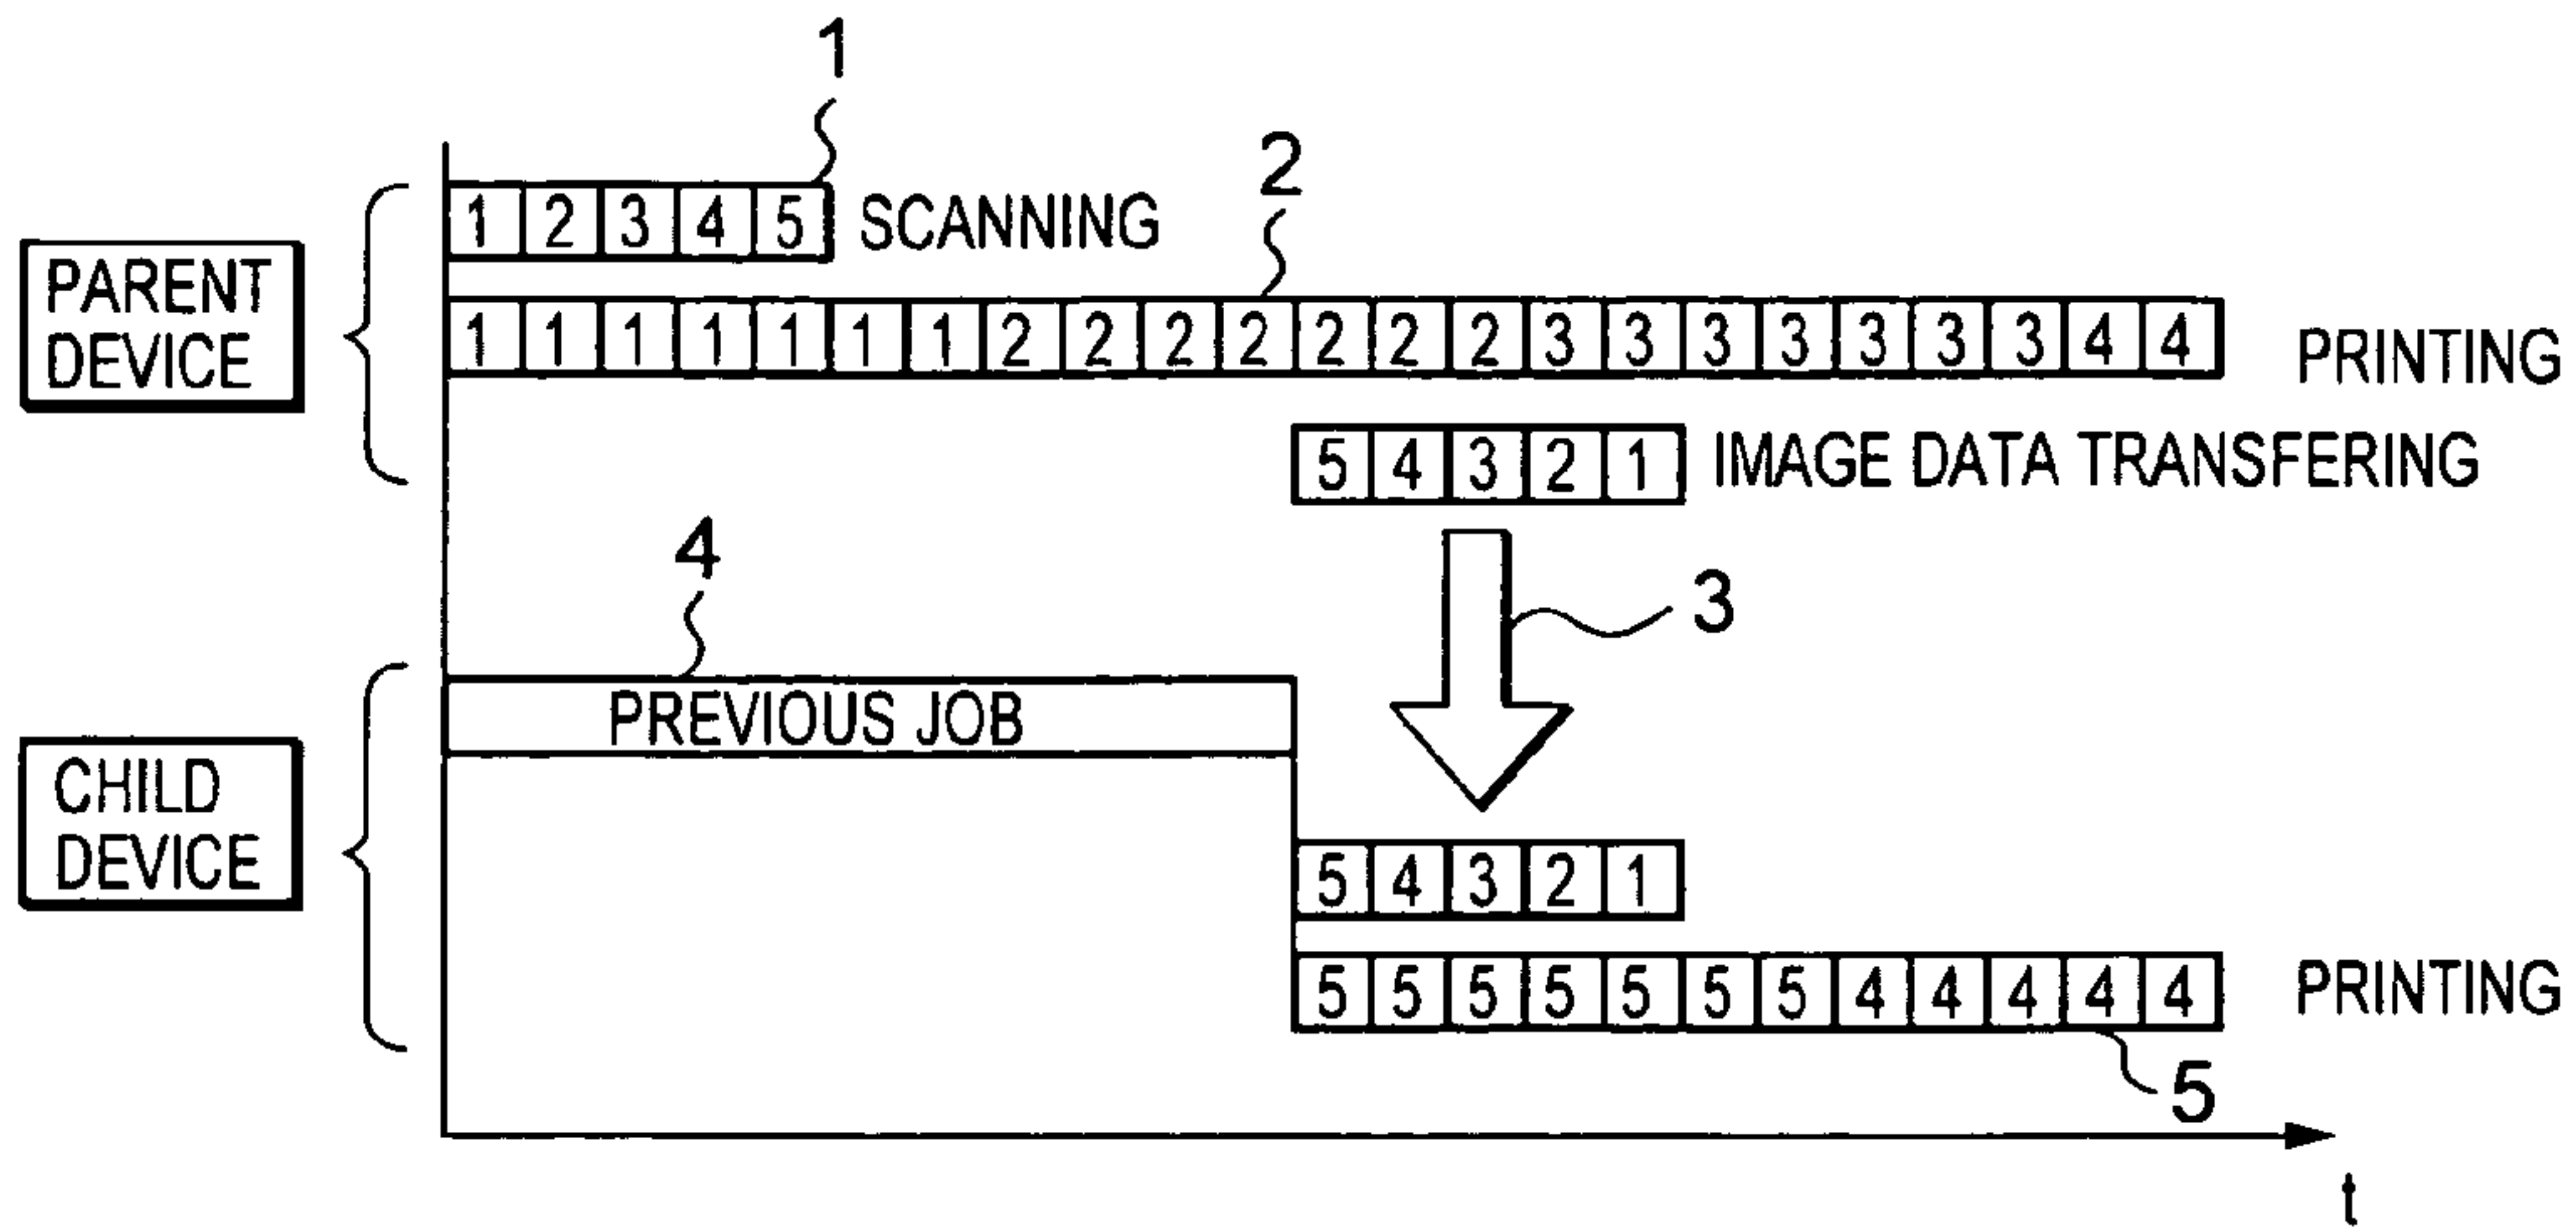 1
1 2 3 4 5 SCANNING
2
PARENT
DEVICE
1 1 1 1 1 1 1 2 2 2 2 2 2 2 3 3 3 3 3 3 3 4 4 PRINTING
5 4 3 2 1 IMAGE DATA TRANSFERING
4
3
PREVIOUS JOB
CHILD
DEVICE
5 4 3 2 1
5 5 5 5 5 5 5 4 4 4 4 4 PRINTING
5
t